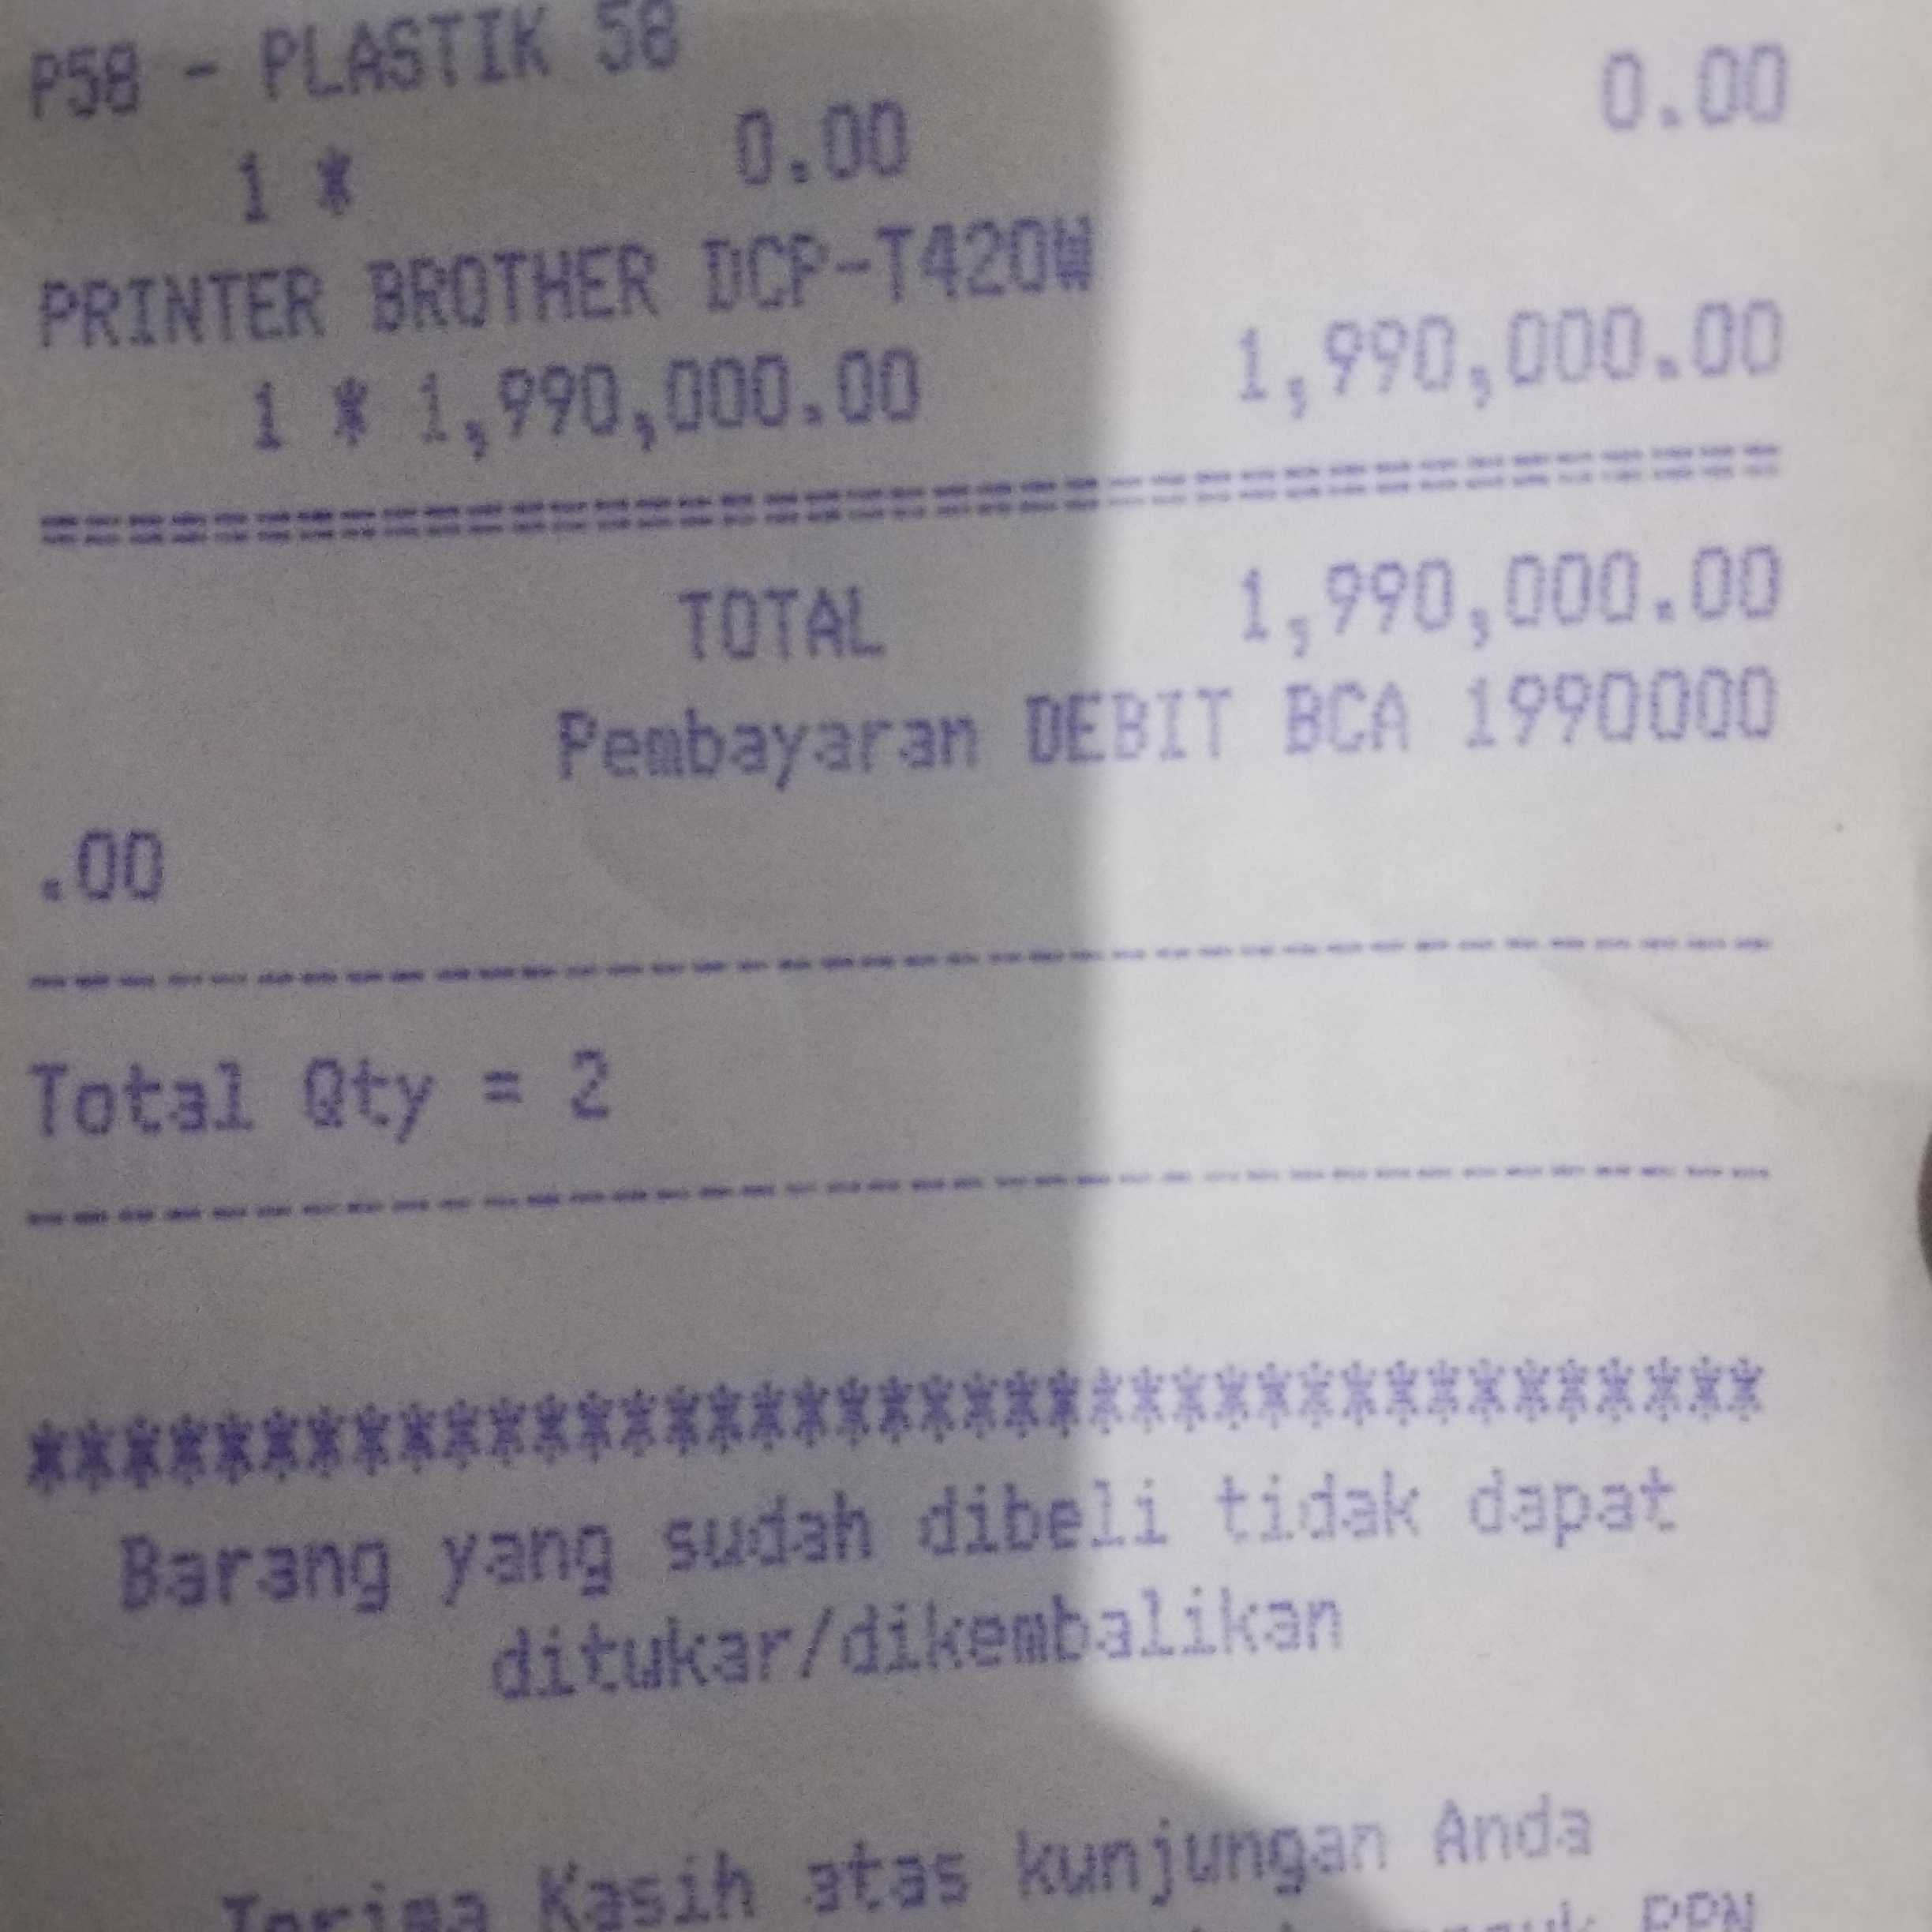 P58 - PLASTIK 58
1 * 0.00 0.00
PRINTER BROTHER DCP-T420W
1 * 1,990,000.00 1,990,000.00
================================
TOTAL 1,990,000.00
Pembayaran DEBIT BCA 1990000
.00
----------------------------------------
Total Qty = 2
----------------------------------------
****************************************
Barang yang sudah dibeli tidak dapat
ditukar/dikembalikan
Terima Kasih atas kunjungan Anda
PPN